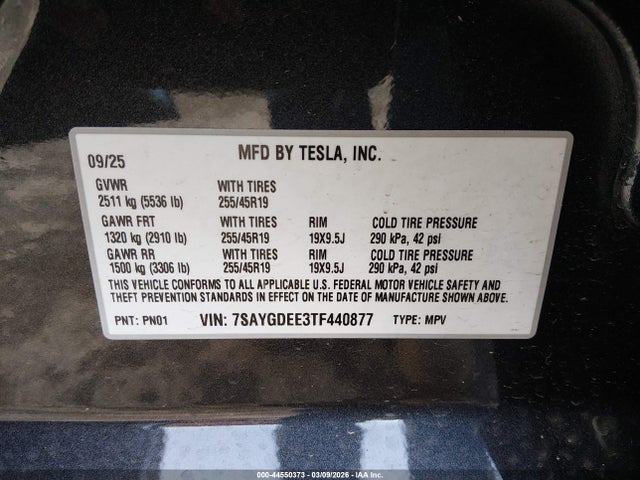 09/25 MFD BY TESLA, INC.
GVWR WITH TIRES
2511 kg (5536 lb) 255/45R19
GAWR FRT WITH TIRES RIM COLD TIRE PRESSURE
1320 kg (2910 lb) 255/45R19 19X9.5J 290 kPa, 42 psi
GAWR RR WITH TIRES RIM COLD TIRE PRESSURE
1500 kg (3306 lb) 255/45R19 19X9.5J 290 kPa, 42 psi
THIS VEHICLE CONFORMS TO ALL APPLICABLE U.S. FEDERAL MOTOR VEHICLE SAFETY AND
THEFT PREVENTION STANDARDS IN EFFECT ON THE DATE OF MANUFACTURE SHOWN ABOVE.
PNT: PN01 VIN: 7SAYGDEE3TF440877 TYPE: MPV
000-44550373 - 03/09/2026 - IAA Inc.